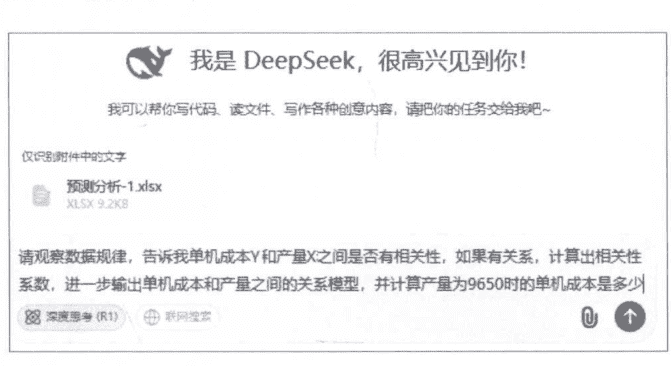 我是 DeepSeek，很高兴见到你！
我可以帮你写代码、读文件、写作各种创意内容，请把你的任务交给我吧~
仅识别附件中的文字
预测分析-1.xlsx
XLSX 9.2KB
请观察数据规律，告诉我单机成本Y和产量X之间是否有相关性，如果有关系，计算出相关性
系数，进一步输出单机成本和产量之间的关系模型，并计算产量为9650时的单机成本是多少
深度思考 (R1)
联网搜索